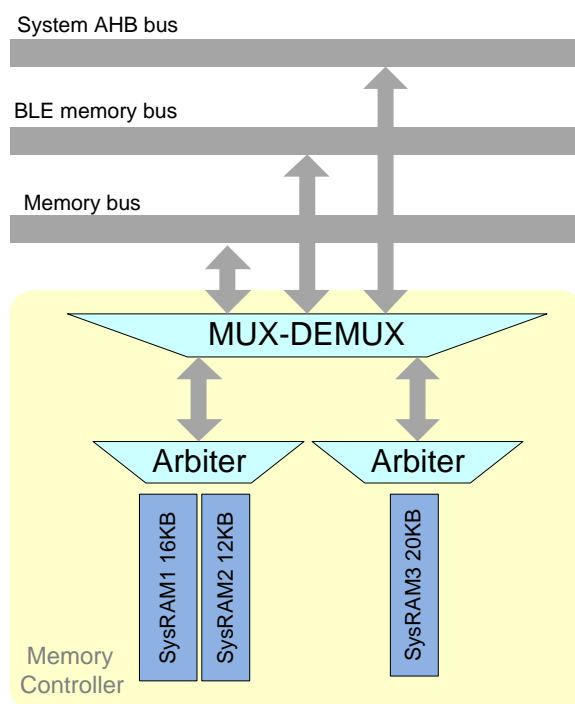 System AHB bus
BLE memory bus
Memory bus
MUX-DEMUX
Arbiter
Arbiter
SysRAM1 16KB
SysRAM2 12KB
SysRAM3 20KB
Memory
Controller